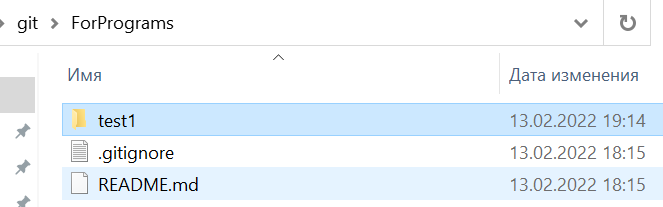 git > ForPrograms
Имя Дата изменения
test1 13.02.2022 19:14
.gitignore 13.02.2022 18:15
README.md 13.02.2022 18:15